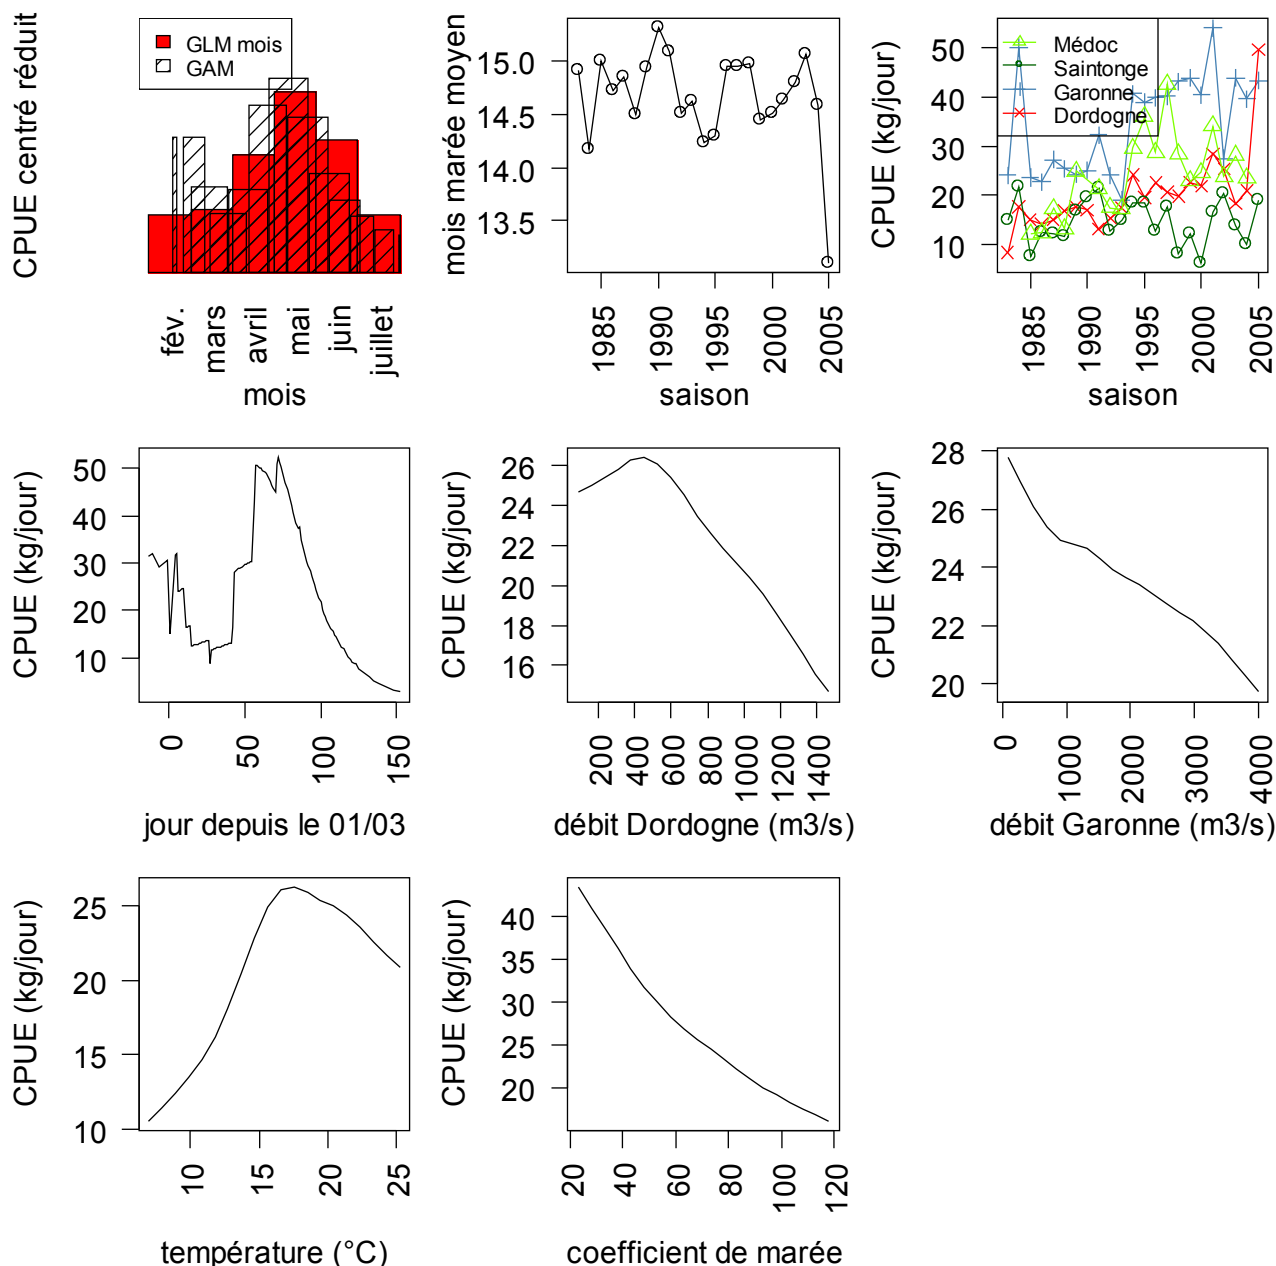 CPUE centré réduit
GLM mois
GAM
fév.
mars
avril
mai
juin
juillet
mois
mois marée moyen
15.0
14.5
14.0
13.5
1985
1990
1995
2000
2005
saison
CPUE (kg/jour)
50
40
30
20
10
Médoc
Saintonge
Garonne
Dordogne
1985
1990
1995
2000
2005
saison
CPUE (kg/jour)
50
40
30
20
10
0
50
100
150
jour depuis le 01/03
CPUE (kg/jour)
26
24
22
20
18
16
200
400
600
800
1000
1200
1400
débit Dordogne (m3/s)
CPUE (kg/jour)
28
26
24
22
20
0
1000
2000
3000
4000
débit Garonne (m3/s)
CPUE (kg/jour)
25
20
15
10
10
15
20
25
température (°C)
CPUE (kg/jour)
40
35
30
25
20
20
40
60
80
100
120
coefficient de marée